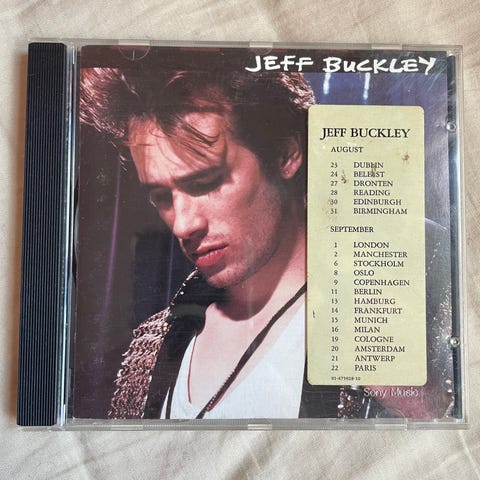 JEFF BUCKLEY
JEFF BUCKLEY
AUGUST
23 DUBLIN
24 BELFAST
27 DRONTEN
28 READING
30 EDINBURGH
31 BIRMINGHAM
SEPTEMBER
1 LONDON
2 MANCHESTER
6 STOCKHOLM
8 OSLO
9 COPENHAGEN
11 BERLIN
13 HAMBURG
14 FRANKFURT
15 MUNICH
16 MILAN
19 COLOGNE
20 AMSTERDAM
21 ANTWERP
22 PARIS
Sony Music